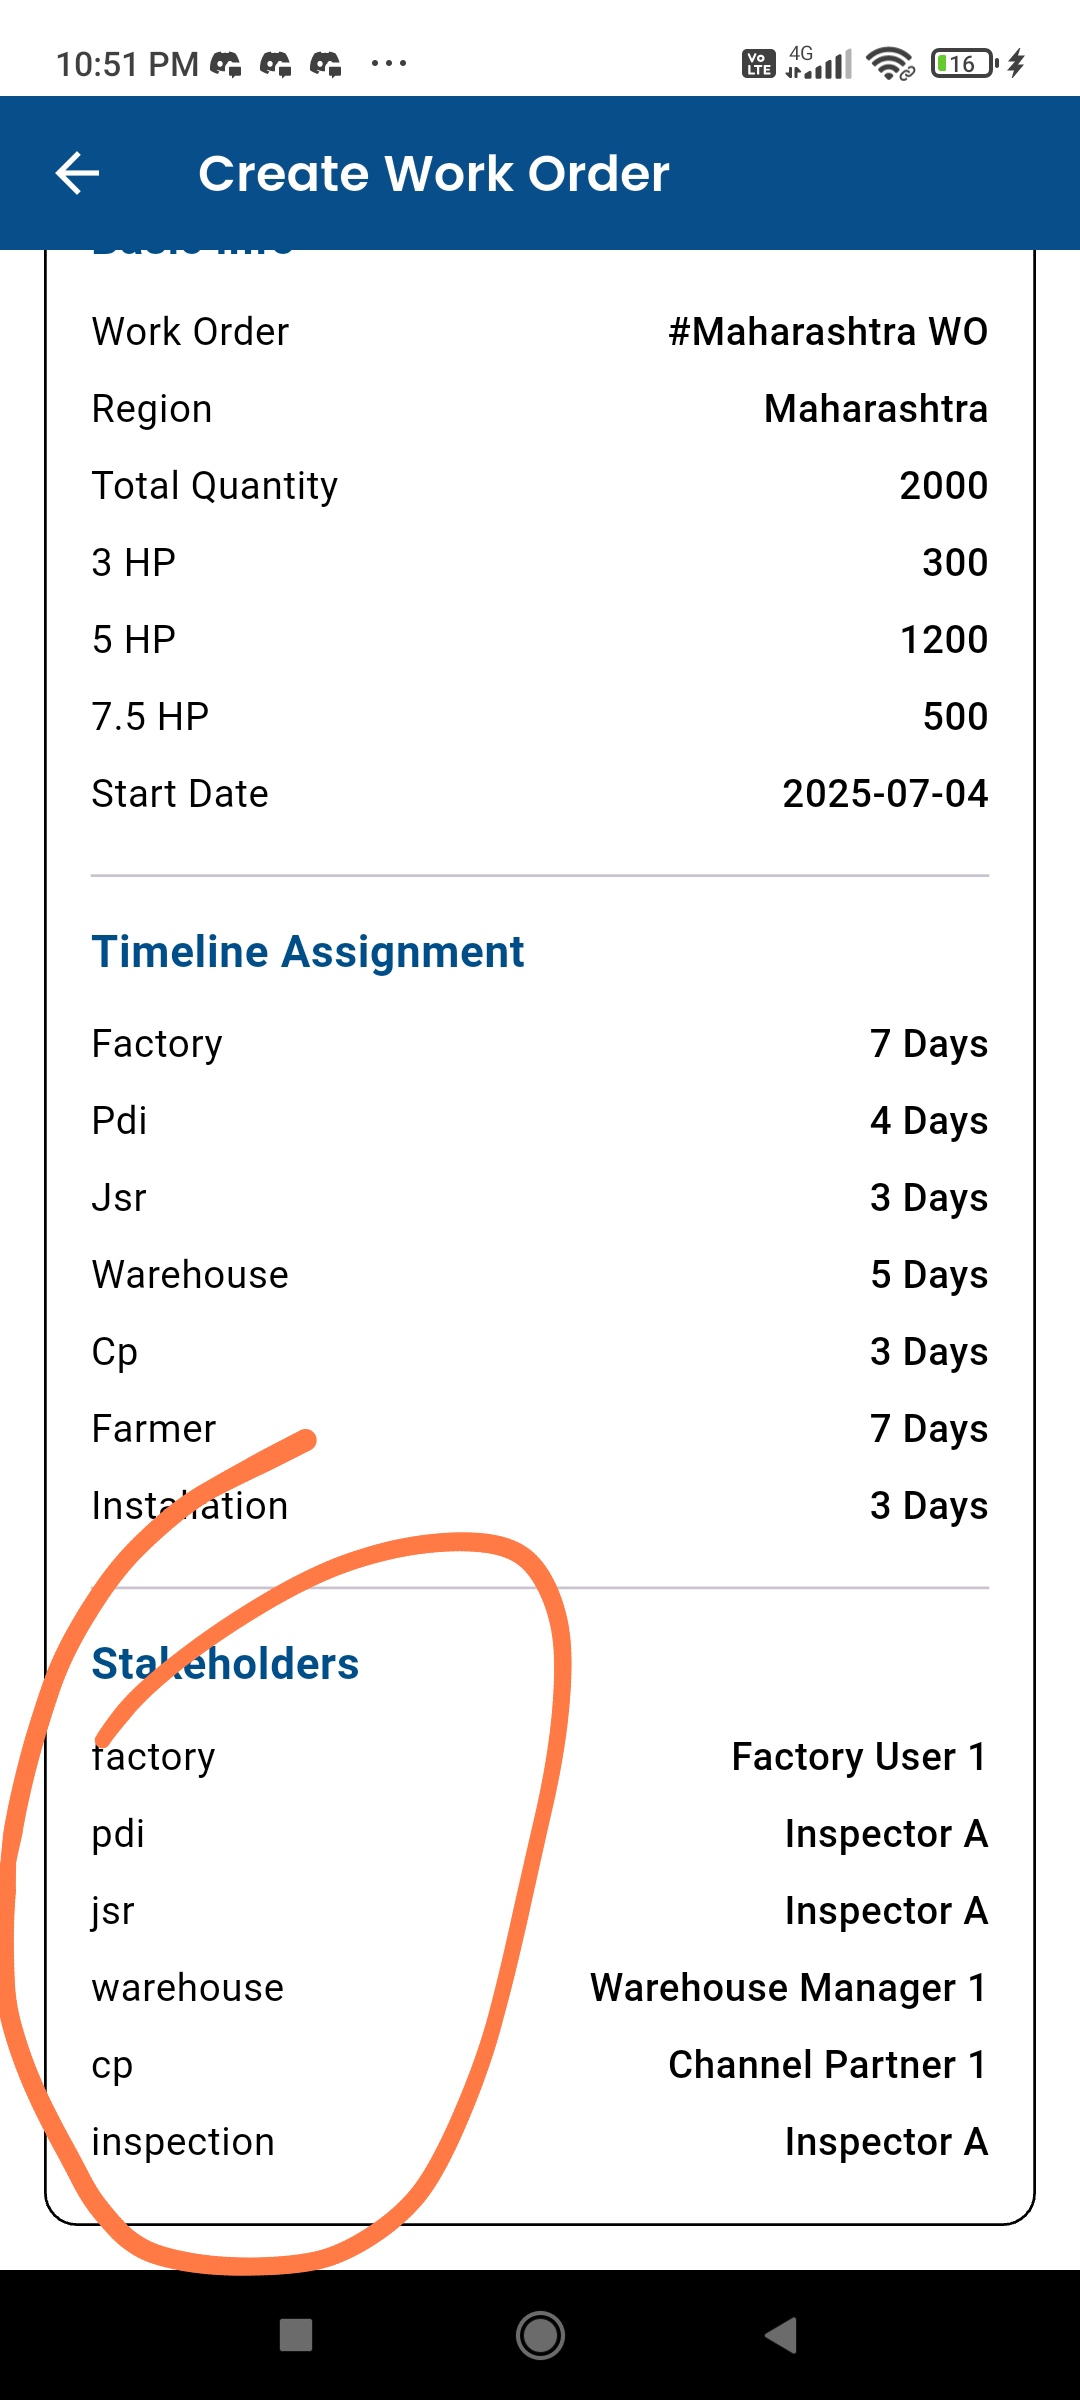 10:51 PM
4G
Vo LTE
16
Create Work Order
Basic Info
Work Order #Maharashtra WO
Region Maharashtra
Total Quantity 2000
3 HP 300
5 HP 1200
7.5 HP 500
Start Date 2025-07-04
Timeline Assignment
Factory 7 Days
Pdi 4 Days
Jsr 3 Days
Warehouse 5 Days
Cp 3 Days
Farmer 7 Days
Installation 3 Days
Stakeholders
factory Factory User 1
pdi Inspector A
jsr Inspector A
warehouse Warehouse Manager 1
cp Channel Partner 1
inspection Inspector A